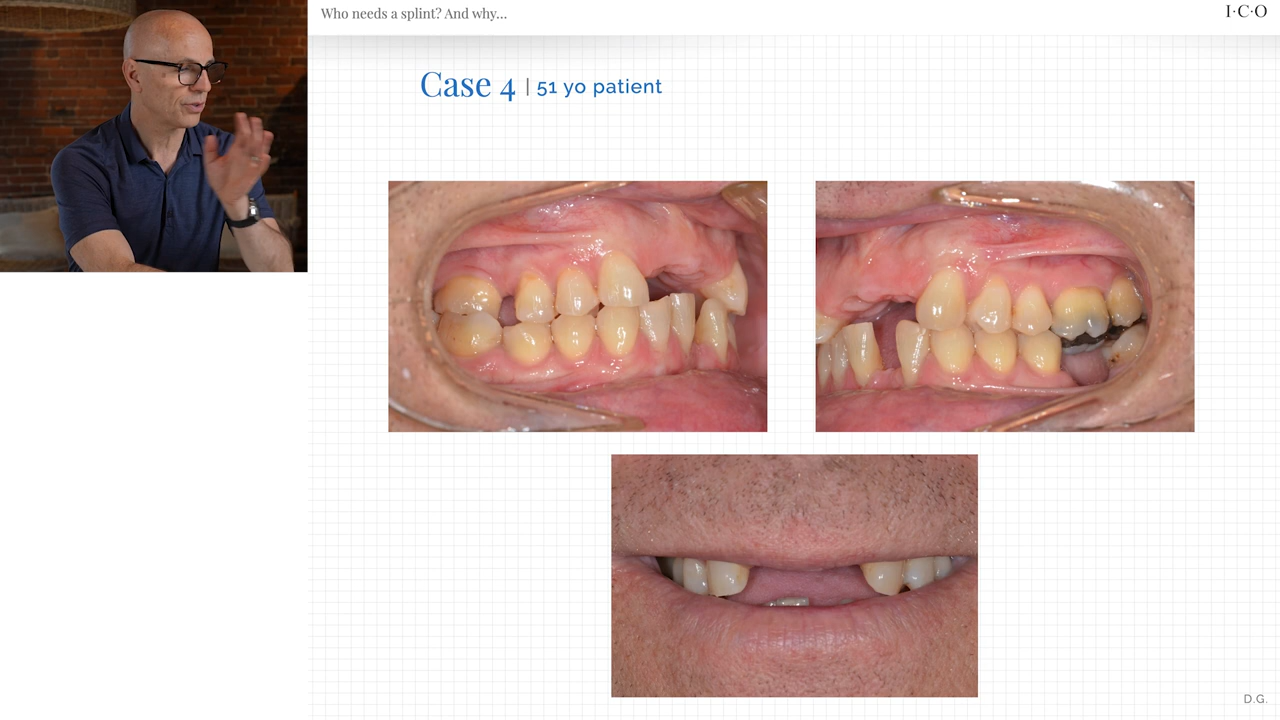 Who needs a splint? And why...
I·C·O
Case 4 | 51 yo patient
D.G.